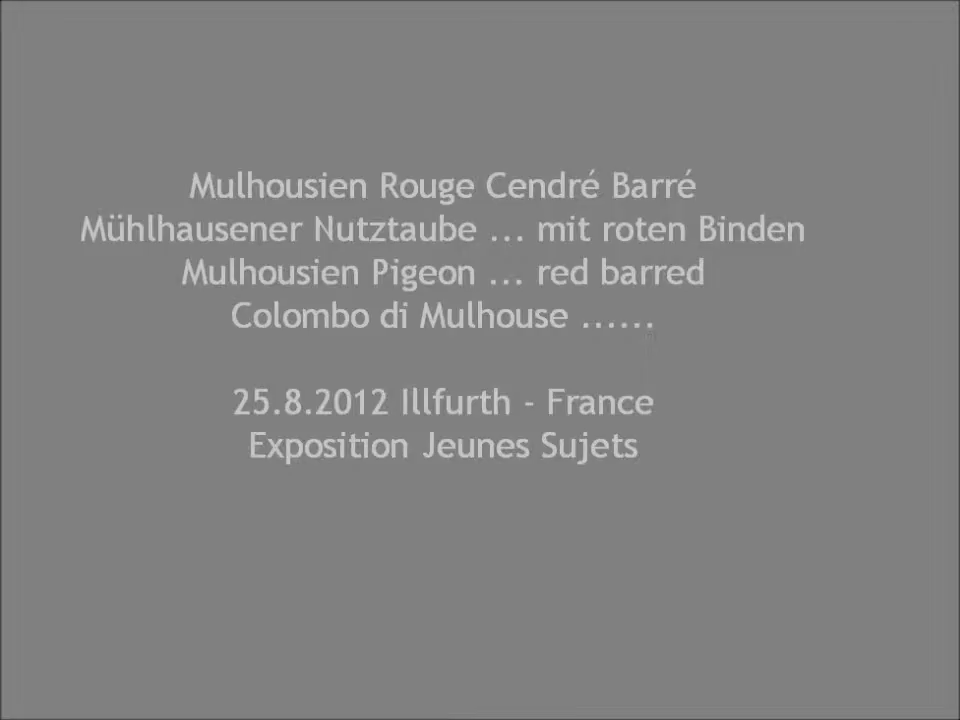 Mulhousien Rouge Cendré Barré
Mühlhausener Nutztaube ... mit roten Binden
Mulhousien Pigeon ... red barred
Colombo di Mulhouse ......
25.8.2012 Illfurth - France
Exposition Jeunes Sujets